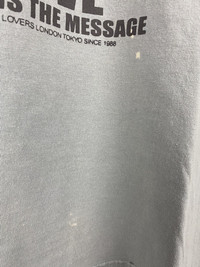 IS THE MESSAGE
LOVERS LONDON TOKYO SINCE 1988